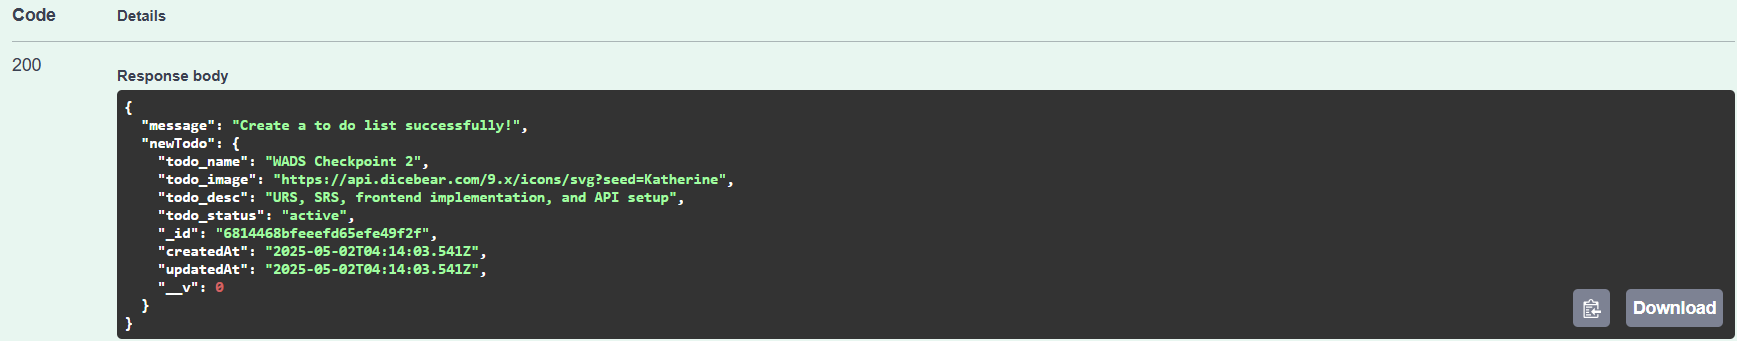 Code Details
200
Response body
{
  "message": "Create a to do list successfully!",
  "newTodo": {
    "todo_name": "WADS Checkpoint 2",
    "todo_image": "https://api.dicebear.com/9.x/icons/svg?seed=Katherine",
    "todo_desc": "URS, SRS, frontend implementation, and API setup",
    "todo_status": "active",
    "_id": "6814468bfeeefd65efe49f2f",
    "createdAt": "2025-05-02T04:14:03.541Z",
    "updatedAt": "2025-05-02T04:14:03.541Z",
    "__v": 0
  }
}
Download